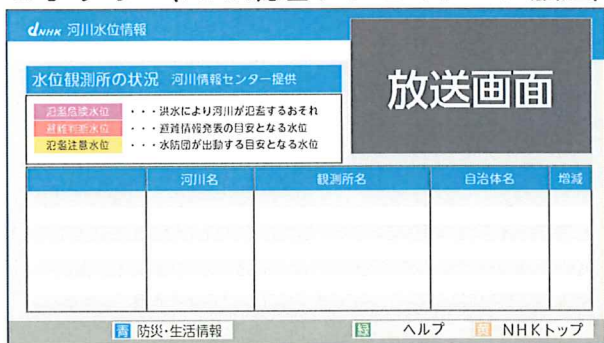 dNHK 河川水位情報
水位観測所の状況 河川情報センター提供
氾濫危険水位 ・・・洪水により河川が氾濫するおそれ
避難判断水位 ・・・避難情報発表の目安となる水位
氾濫注意水位 ・・・水防団が出動する目安となる水位
放送画面
河川名 観測所名 自治体名 増減
青 防災・生活情報 緑 ヘルプ 黄 NHKトップ